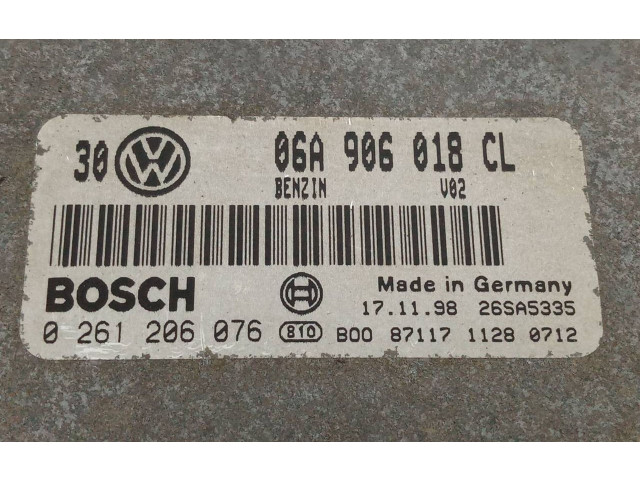 30 VW 06A 906 018 CL
BENZIN V02
BOSCH Made in Germany
17.11.98 26SA5335
0 261 206 076 810 B00 87117 1128 0712